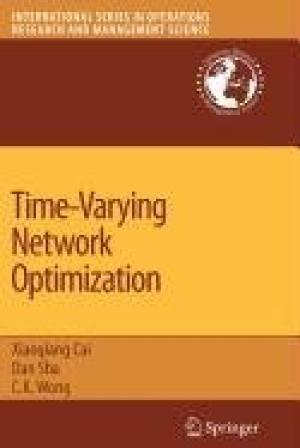 INTERNATIONAL SERIES IN OPERATIONS
RESEARCH AND MANAGEMENT SCIENCE
Time-Varying
Network
Optimization
Xiaoqiang Cai
Dan Sha
C.K. Wong
Springer